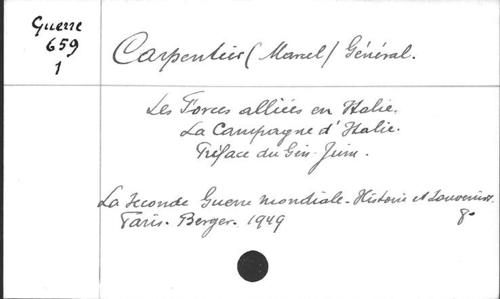 Guerre
659
1
Carpentier (Marcel) Général.
Les Forces alliées en Italie.
La Campagne d'Italie.
Préface du Gén. Juin.
La Seconde Guerre mondiale. Histoire et Souvenirs.
Paris. Berger. 1949 8°